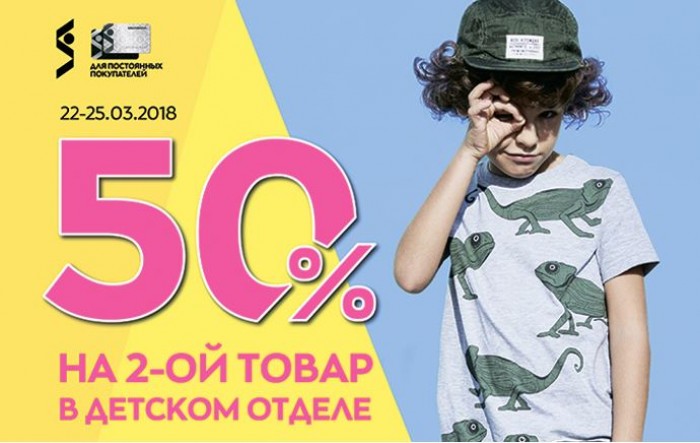 ДЛЯ ПОСТОЯННЫХ
ПОКУПАТЕЛЕЙ
22-25.03.2018
50%
НА 2-ОЙ ТОВАР
В ДЕТСКОМ ОТДЕЛЕ